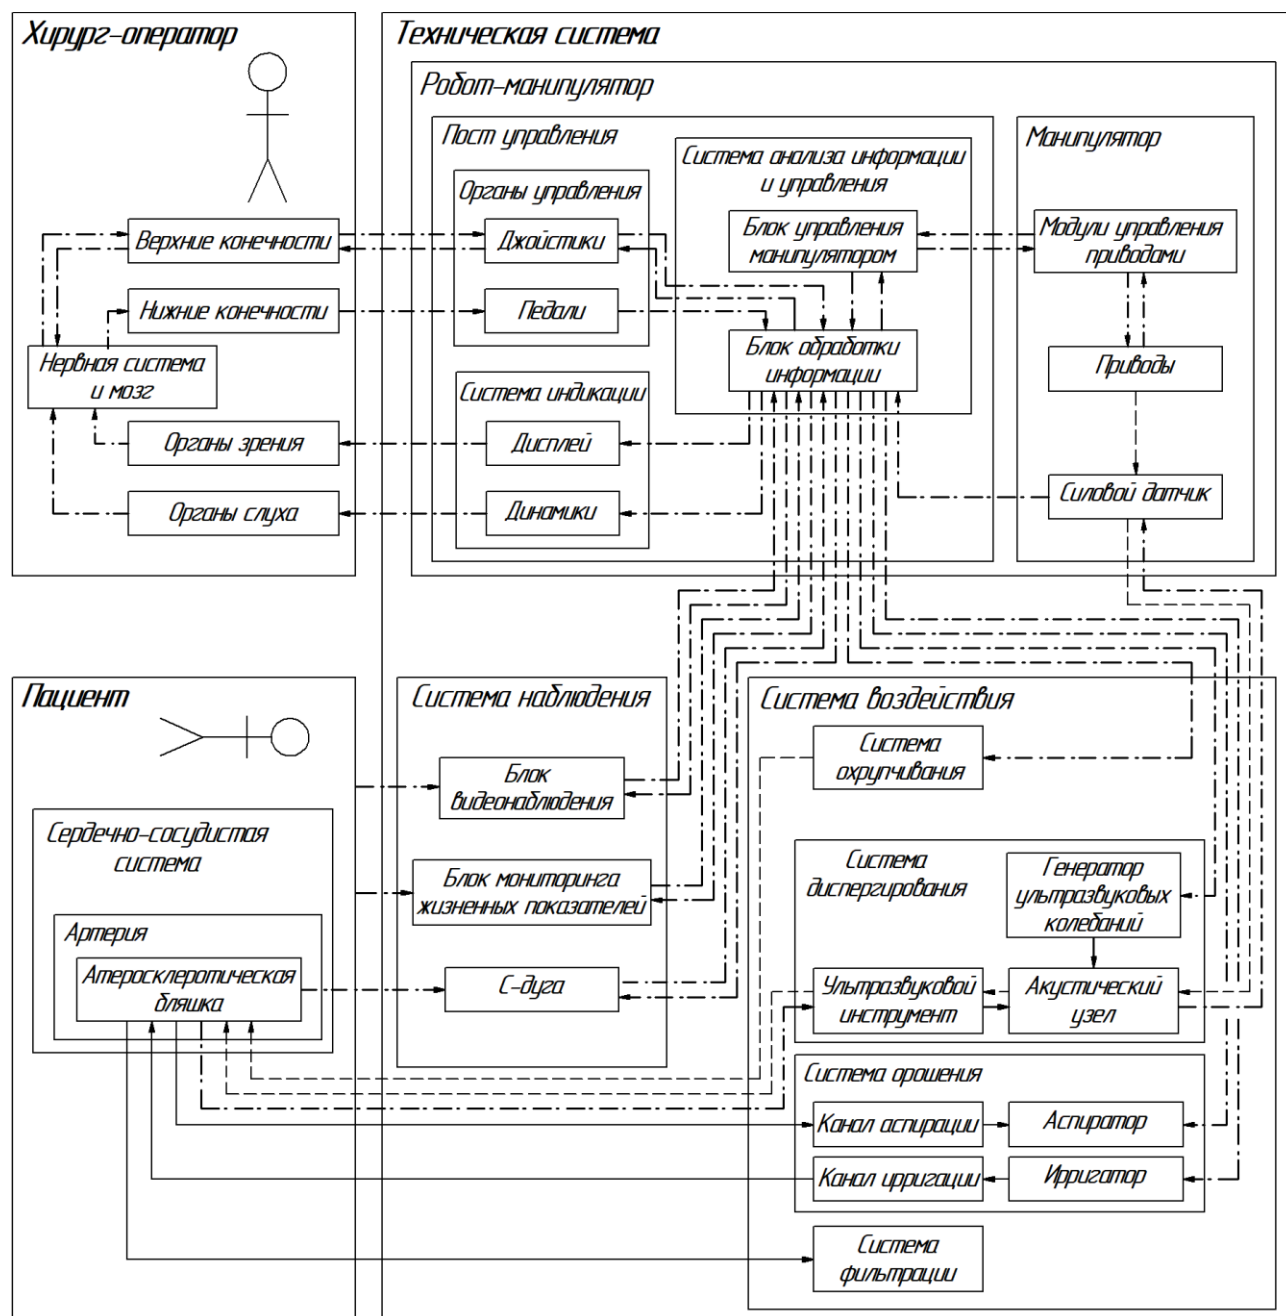 Хирург-оператор
Верхние конечности
Нижние конечности
Нервная система
и мозг
Органы зрения
Органы слуха
Техническая система
Робот-манипулятор
Пост управления
Органы управления
Джойстики
Педали
Система индикации
Дисплей
Динамики
Система анализа информации
и управления
Блок управления
манипулятором
Блок обработки
информации
Манипулятор
Модули управления
приводами
Приводы
Силовой датчик
Пациент
Сердечно-сосудистая
система
Артерия
Атеросклеротическая
бляшка
Система наблюдения
Блок
видеонаблюдения
Блок мониторинга
жизненных показателей
С-дуга
Система воздействия
Система
охрупчивания
Система
диспергирования
Генератор
ультразвуковых
колебаний
Ультразвуковой
инструмент
Акустический
узел
Система орошения
Канал аспирации
Аспиратор
Канал ирригации
Ирригатор
Система
фильтрации